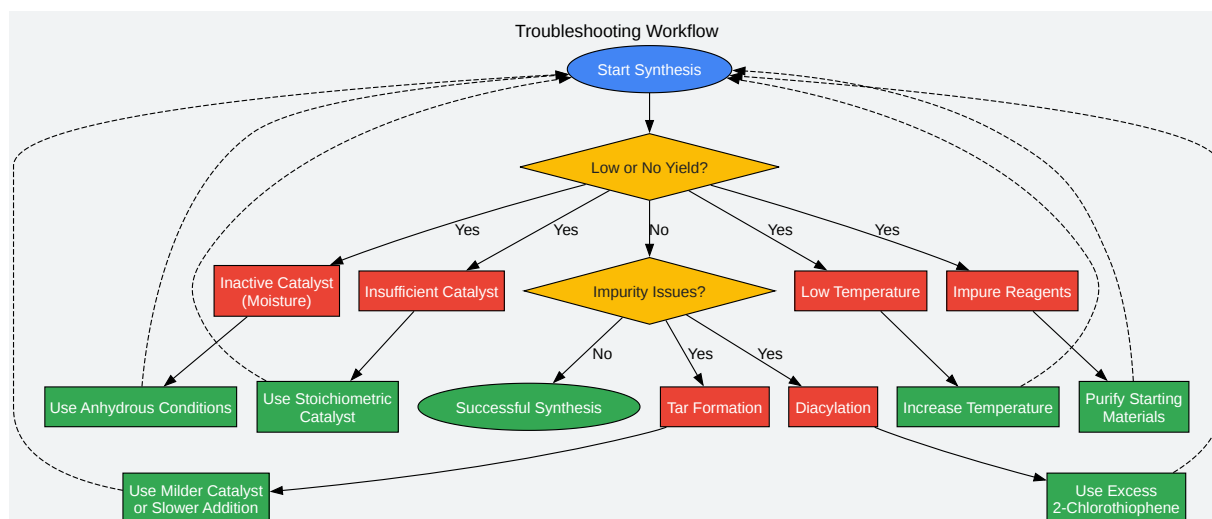 Troubleshooting Workflow
Start Synthesis
Low or No Yield?
Yes
Yes
No
Yes
Yes
Inactive Catalyst
(Moisture)
Insufficient Catalyst
Impurity Issues?
Low Temperature
Impure Reagents
No
Yes
Yes
Use Anhydrous Conditions
Use Stoichiometric
Catalyst
Successful Synthesis
Tar Formation
Diacylation
Increase Temperature
Purify Starting
Materials
Use Milder Catalyst
or Slower Addition
Use Excess
2-Chlorothiophene